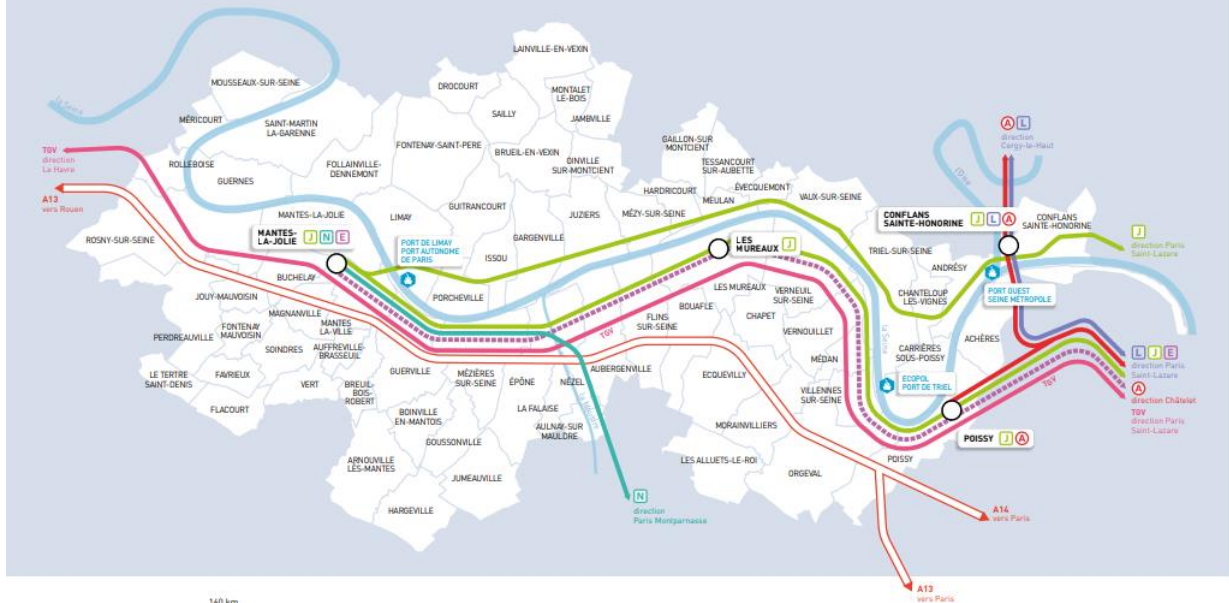 LAINVILLE-EN-VEXIN
MOUSSEAUX-SUR-SEINE
DROCOURT
MONTALET
LE-BOIS
la Seine
SAILLY
JAMBVILLE
MÉRICOURT
SAINT-MARTIN
LA-GARENNE
A L
direction
Cergy-le-Haut
FONTENAY-SAINT-PERE
GAILLON-SUR
MONTCIENT
TGV
direction
Le Havre
ROLLEBOISE
FOLLAINVILLE-
DENNEMONT
BRUEIL-EN-VEXIN
OINVILLE
SUR-MONTCIENT
TESSANCOURT
SUR-AUBETTE
l'Oise
GUERNES
HARDRICOURT
ÉVECQUEMONT
A13
vers Rouen
GUITRANCOURT
MEULAN
VAUX-SUR-SEINE
MANTES-LA-JOLIE
LIMAY
JUZIERS
MÉZY-SUR-SEINE
CONFLANS
SAINTE-HONORINE J L A
CONFLANS
SAINTE-HONORINE
ROSNY-SUR-SEINE
MANTES-
LA-JOLIE J N E
GARGENVILLE
J
direction Paris
Saint-Lazare
PORT DE LIMAY
PORT AUTONOME
DE PARIS
LES
MUREAUX J
TRIEL-SUR-SEINE
ISSOU
ANDRÉSY
BUCHELAY
PORCHEVILLE
LES MUREAUX
VERNEUIL
SUR-SEINE
CHANTELOUP
LES-VIGNES
PORT OUEST
SEINE MÉTROPOLE
JOUY-MAUVOISIN
BOUAFLE
MAGNANVILLE
CHAPET
FLINS
SUR-SEINE
PERDREAUVILLE
FONTENAY
MAUVOISIN
MANTES
LA-VILLE
TGV
VERNOUILLET
la Seine
ACHÈRES
SOINDRES
AUFFREVILLE-
BRASSEUIL
CARRIÈRES
SOUS-POISSY
MÉDAN
L J E
direction Paris
Saint-Lazare
LE TERTRE
SAINT-DENIS
FAVRIEUX
GUERVILLE
MÉZIÈRES
SUR-SEINE
ÉPÔNE
NÉZEL
AUBERGENVILLE
ECQUEVILLY
VERT
BREUIL-
BOIS-
ROBERT
ECOPOL
PORT DE TRIEL
TGV
A
direction Châtelet
VILLENNES
SUR-SEINE
FLACOURT
LA FALAISE
BOINVILLE
EN-MANTOIS
AULNAY-SUR
MAULDRE
TGV
direction Paris
Saint-Lazare
MORAINVILLIERS
POISSY J A
GOUSSONVILLE
ARNOUVILLE
LÈS-MANTES
LES ALLUETS-LE-ROI
POISSY
JUMEAUVILLE
ORGEVAL
N
direction
Paris Montparnasse
HARGEVILLE
A14
vers Paris
A13
vers Paris
140 km